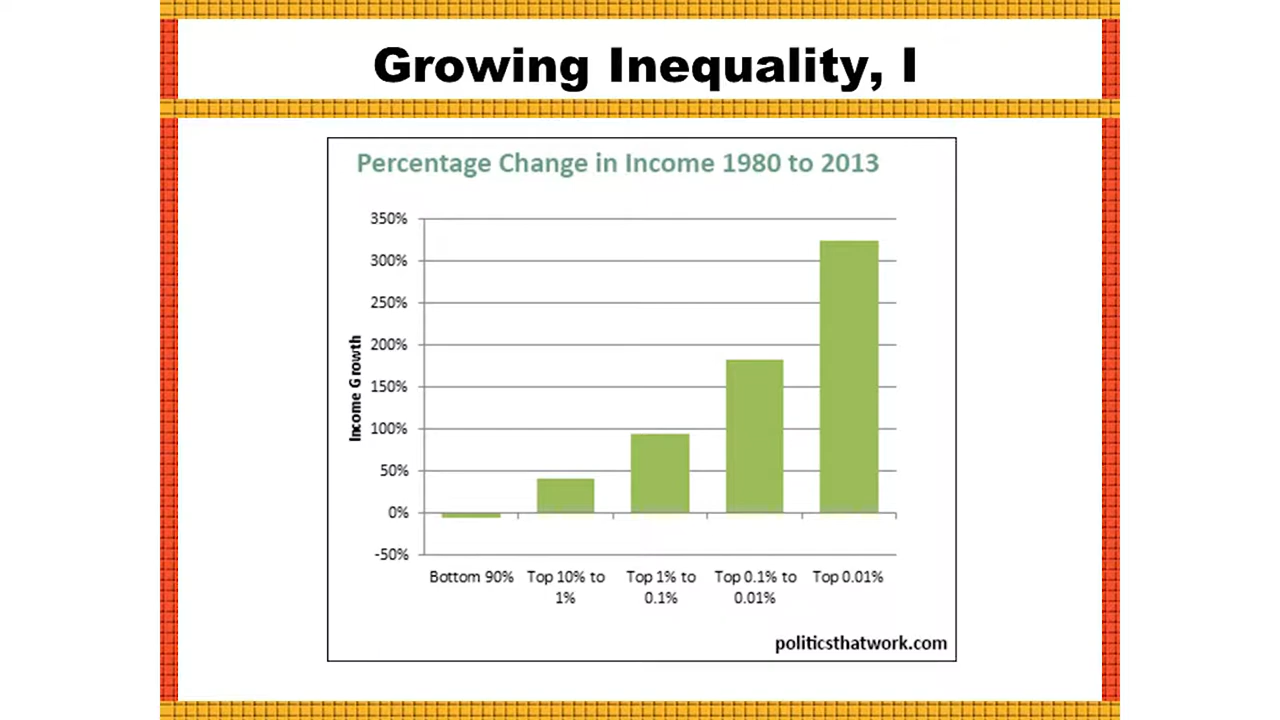 Growing Inequality, I
Percentage Change in Income 1980 to 2013
350%
300%
250%
200%
150%
100%
50%
0%
-50%
Income Growth
Bottom 90%
Top 10% to
1%
Top 1% to
0.1%
Top 0.1% to
0.01%
Top 0.01%
politicsthatwork.com